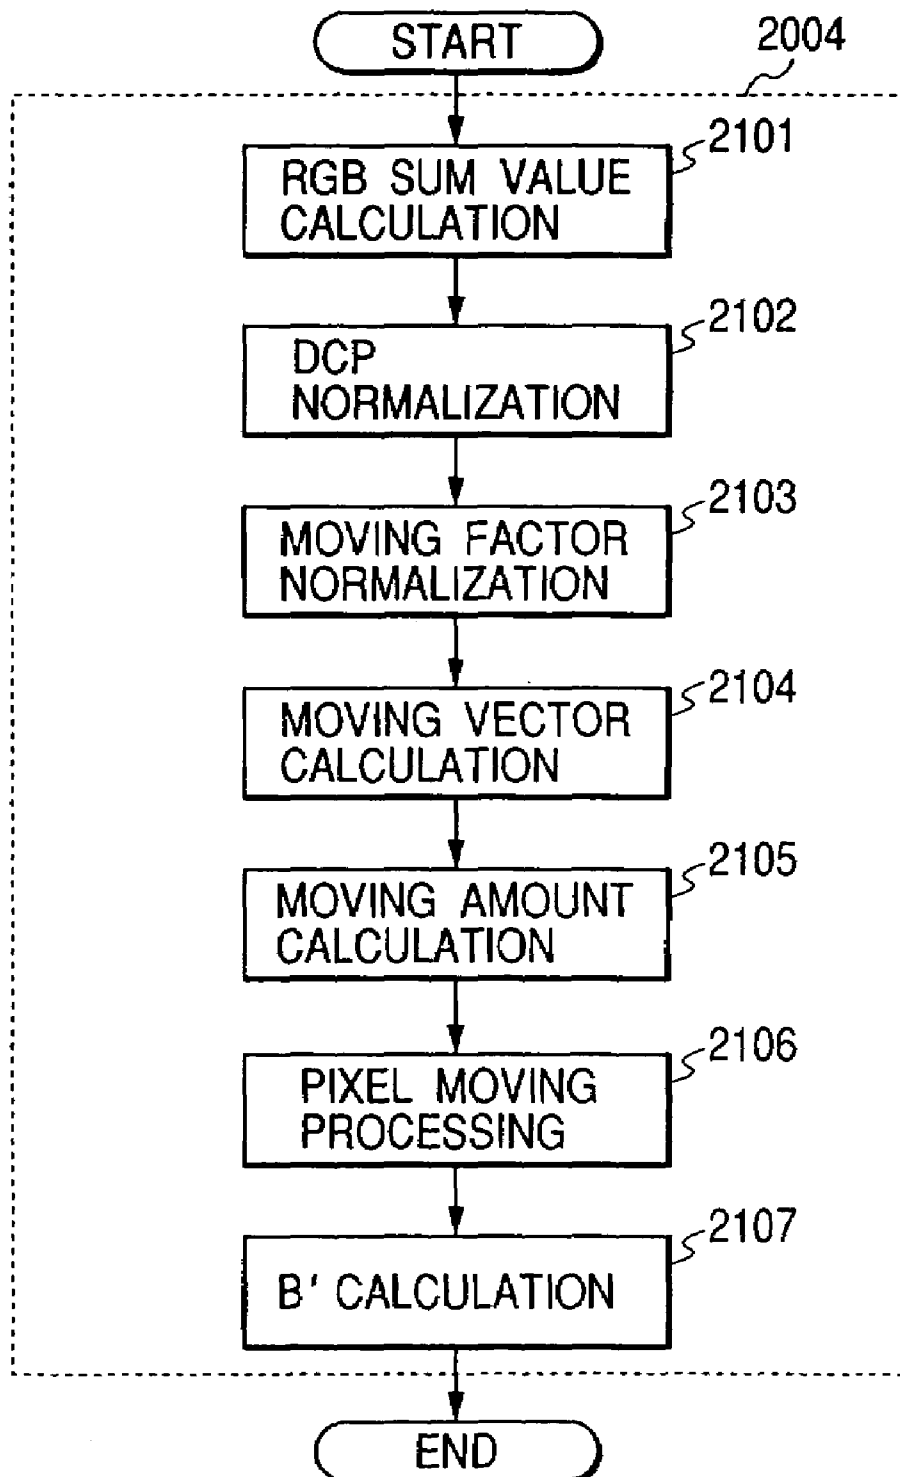 START
2004
2101
RGB SUM VALUE
CALCULATION
2102
DCP
NORMALIZATION
2103
MOVING FACTOR
NORMALIZATION
2104
MOVING VECTOR
CALCULATION
2105
MOVING AMOUNT
CALCULATION
2106
PIXEL MOVING
PROCESSING
2107
B' CALCULATION
END